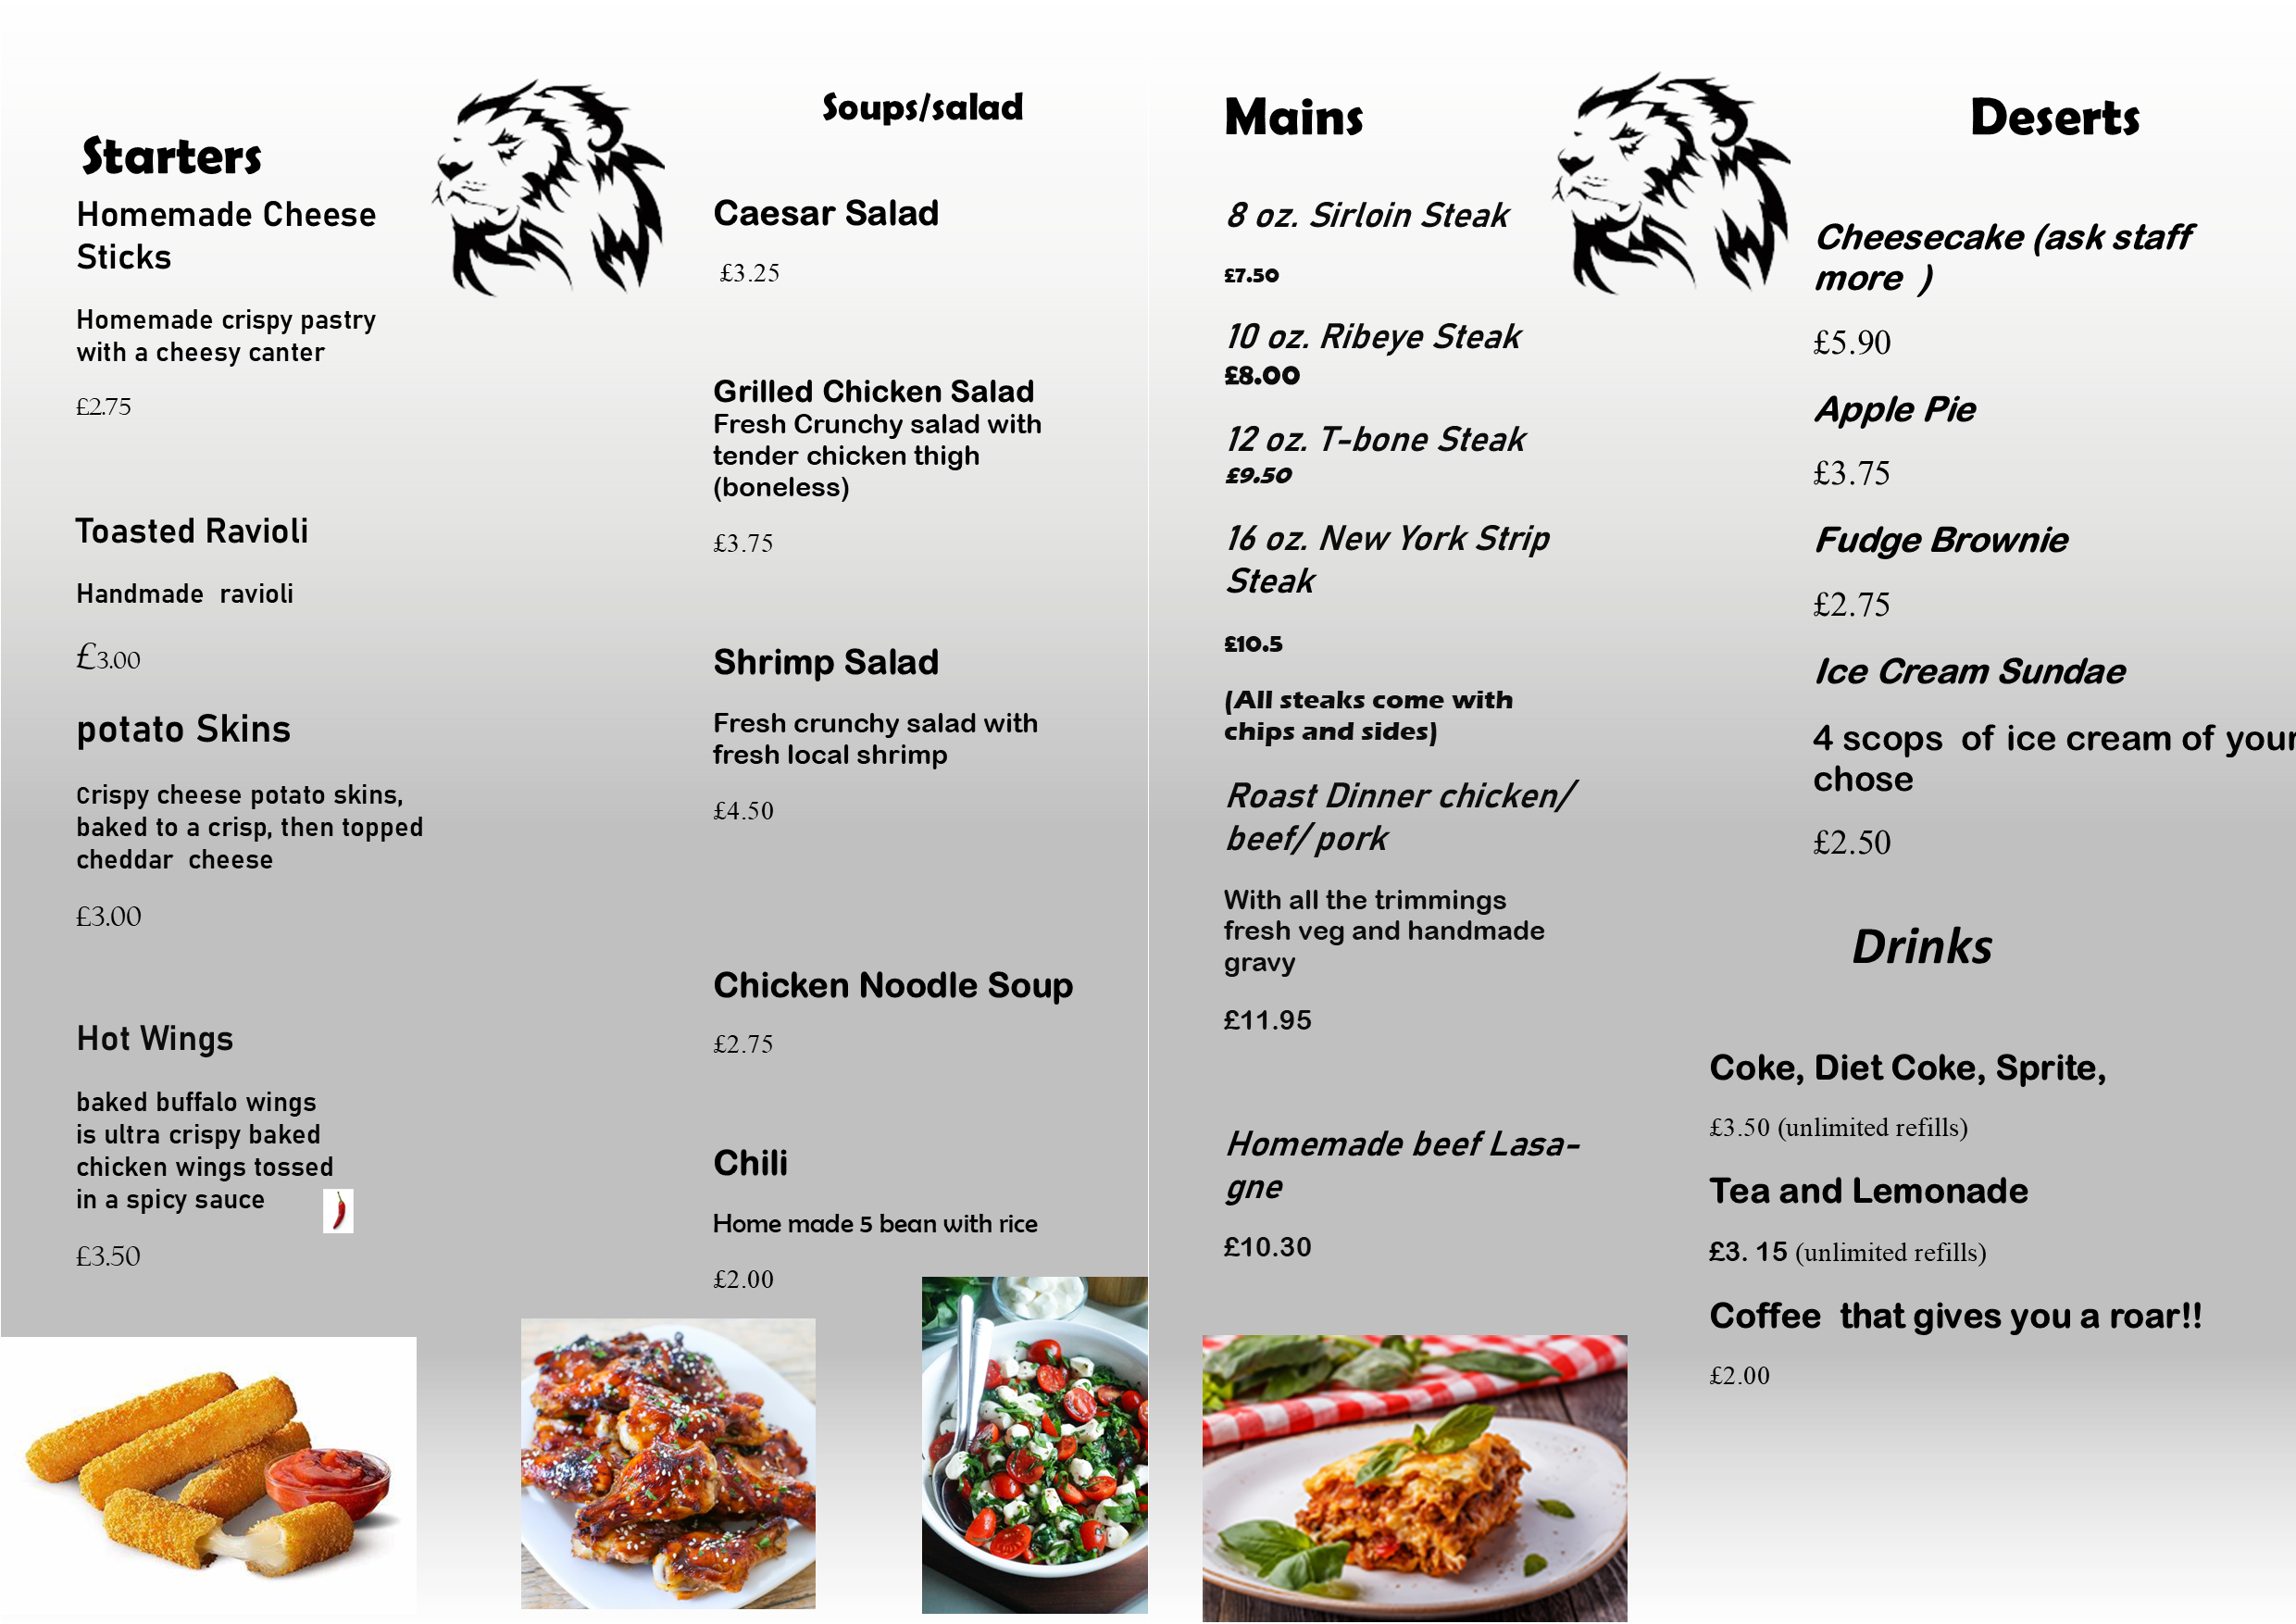 Starters
Homemade Cheese
Sticks
Homemade crispy pastry
with a cheesy canter
£2.75
Toasted Ravioli
Handmade ravioli
£3.00
potato Skins
Crispy cheese potato skins,
baked to a crisp, then topped
cheddar cheese
£3.00
Hot Wings
baked buffalo wings
is ultra crispy baked
chicken wings tossed
in a spicy sauce
£3.50
Soups/salad
Caesar Salad
£3.25
Grilled Chicken Salad
Fresh Crunchy salad with
tender chicken thigh
(boneless)
£3.75
Shrimp Salad
Fresh crunchy salad with
fresh local shrimp
£4.50
Chicken Noodle Soup
£2.75
Chili
Home made 5 bean with rice
£2.00
Mains
8 oz. Sirloin Steak
£7.50
10 oz. Ribeye Steak
£8.00
12 oz. T-bone Steak
£9.50
16 oz. New York Strip
Steak
£10.5
(All steaks come with
chips and sides)
Roast Dinner chicken/
beef/ pork
With all the trimmings
fresh veg and handmade
gravy
£11.95
Homemade beef Lasa-
gne
£10.30
Deserts
Cheesecake (ask staff
more )
£5.90
Apple Pie
£3.75
Fudge Brownie
£2.75
Ice Cream Sundae
4 scops of ice cream of your
chose
£2.50
Drinks
Coke, Diet Coke, Sprite,
£3.50 (unlimited refills)
Tea and Lemonade
£3. 15 (unlimited refills)
Coffee that gives you a roar!!
£2.00